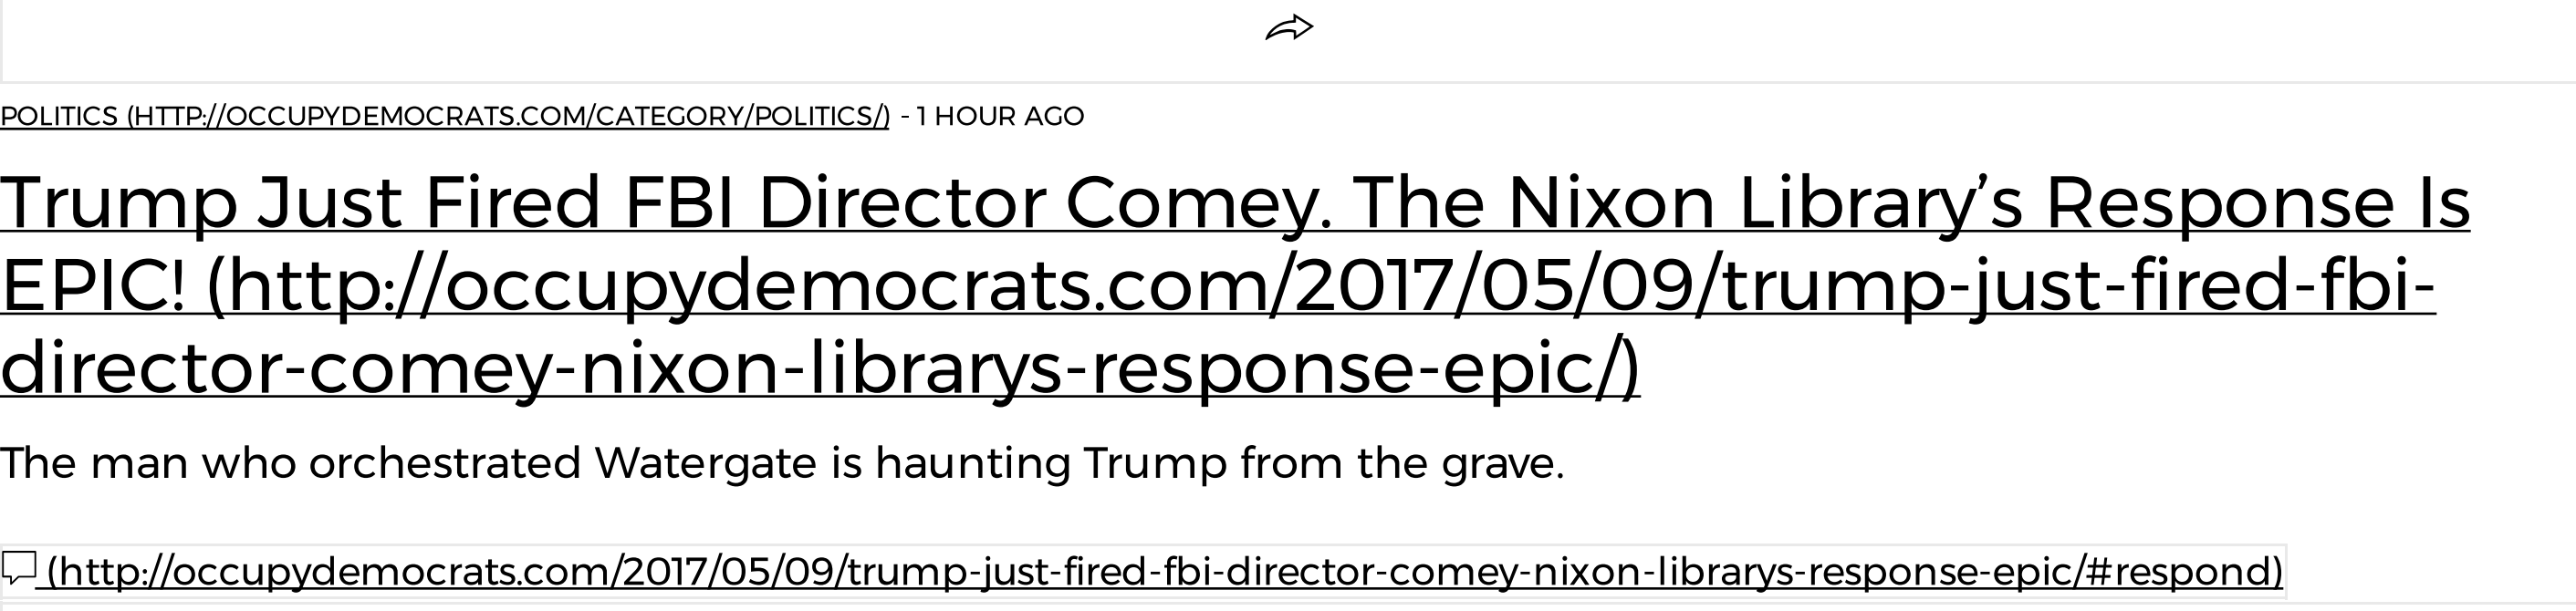 POLITICS (HTTP://OCCUPYDEMOCRATS.COM/CATEGORY/POLITICS/) - 1 HOUR AGO
Trump Just Fired FBI Director Comey. The Nixon Library’s Response Is
EPIC! (http://occupydemocrats.com/2017/05/09/trump-just-fired-fbi-
director-comey-nixon-librarys-response-epic/)
The man who orchestrated Watergate is haunting Trump from the grave.
(http://occupydemocrats.com/2017/05/09/trump-just-fired-fbi-director-comey-nixon-librarys-response-epic/#respond)